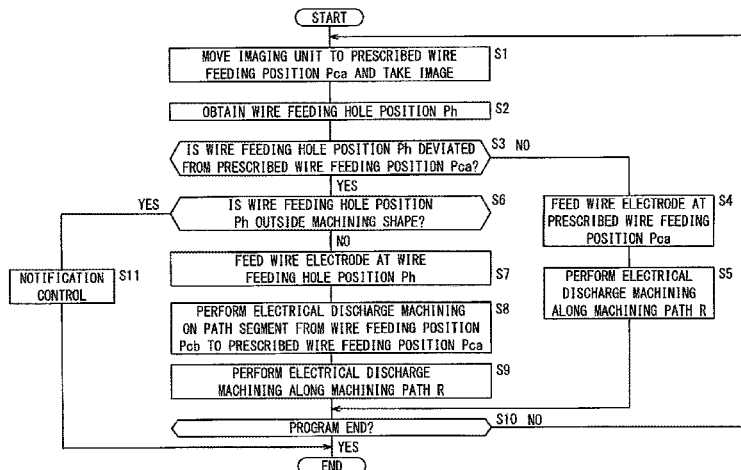 START
MOVE IMAGING UNIT TO PRESCRIBED WIRE
FEEDING POSITION Pca AND TAKE IMAGE
S1
OBTAIN WIRE FEEDING HOLE POSITION Ph
S2
IS WIRE FEEDING HOLE POSITION Ph DEVIATED
FROM PRESCRIBED WIRE FEEDING POSITION Pca?
S3 NO
YES
IS WIRE FEEDING HOLE POSITION
Ph OUTSIDE MACHINING SHAPE?
S6
YES
NO
FEED WIRE ELECTRODE AT
PRESCRIBED WIRE FEEDING
POSITION Pca
S4
FEED WIRE ELECTRODE AT WIRE
FEEDING HOLE POSITION Ph
S7
NOTIFICATION
CONTROL
S11
PERFORM ELECTRICAL
DISCHARGE MACHINING
ALONG MACHINING PATH R
S5
PERFORM ELECTRICAL DISCHARGE MACHINING
ON PATH SEGMENT FROM WIRE FEEDING POSITION
Pcb TO PRESCRIBED WIRE FEEDING POSITION Pca
S8
PERFORM ELECTRICAL DISCHARGE
MACHINING ALONG MACHINING PATH R
S9
PROGRAM END?
S10 NO
YES
END